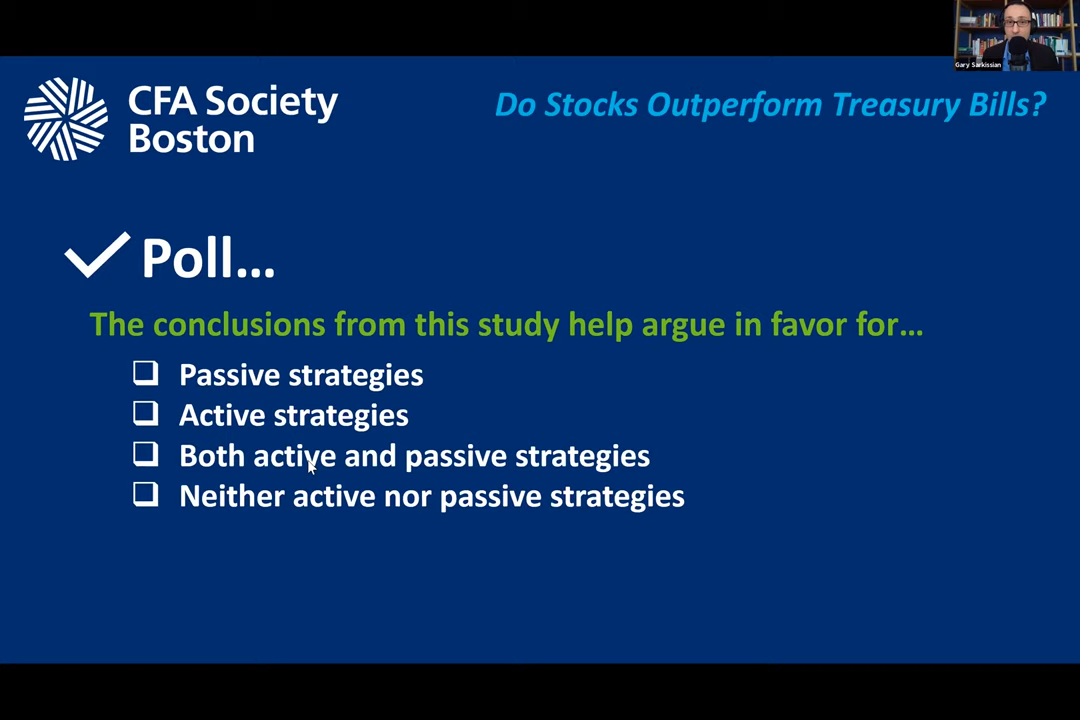 Gary Sarkissian
CFA Society
Boston
Do Stocks Outperform Treasury Bills?
Poll...
The conclusions from this study help argue in favor for...
Passive strategies
Active strategies
Both active and passive strategies
Neither active nor passive strategies